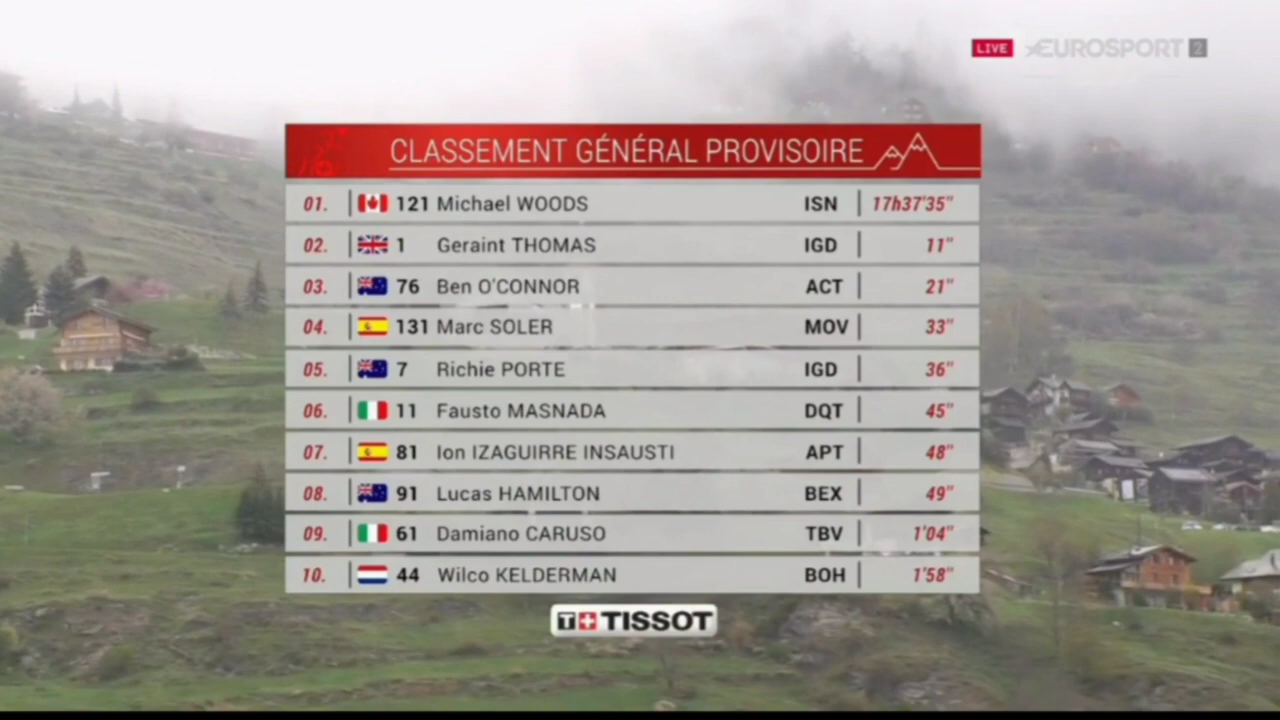 LIVE EUROSPORT 2
CLASSEMENT GÉNÉRAL PROVISOIRE
01. 121 Michael WOODS ISN 17h37'35"
02. 1 Geraint THOMAS IGD 11"
03. 76 Ben O'CONNOR ACT 21"
04. 131 Marc SOLER MOV 33"
05. 7 Richie PORTE IGD 36"
06. 11 Fausto MASNADA DQT 45"
07. 81 Ion IZAGUIRRE INSAUSTI APT 48"
08. 91 Lucas HAMILTON BEX 49"
09. 61 Damiano CARUSO TBV 1'04"
10. 44 Wilco KELDERMAN BOH 1'58"
T+ TISSOT